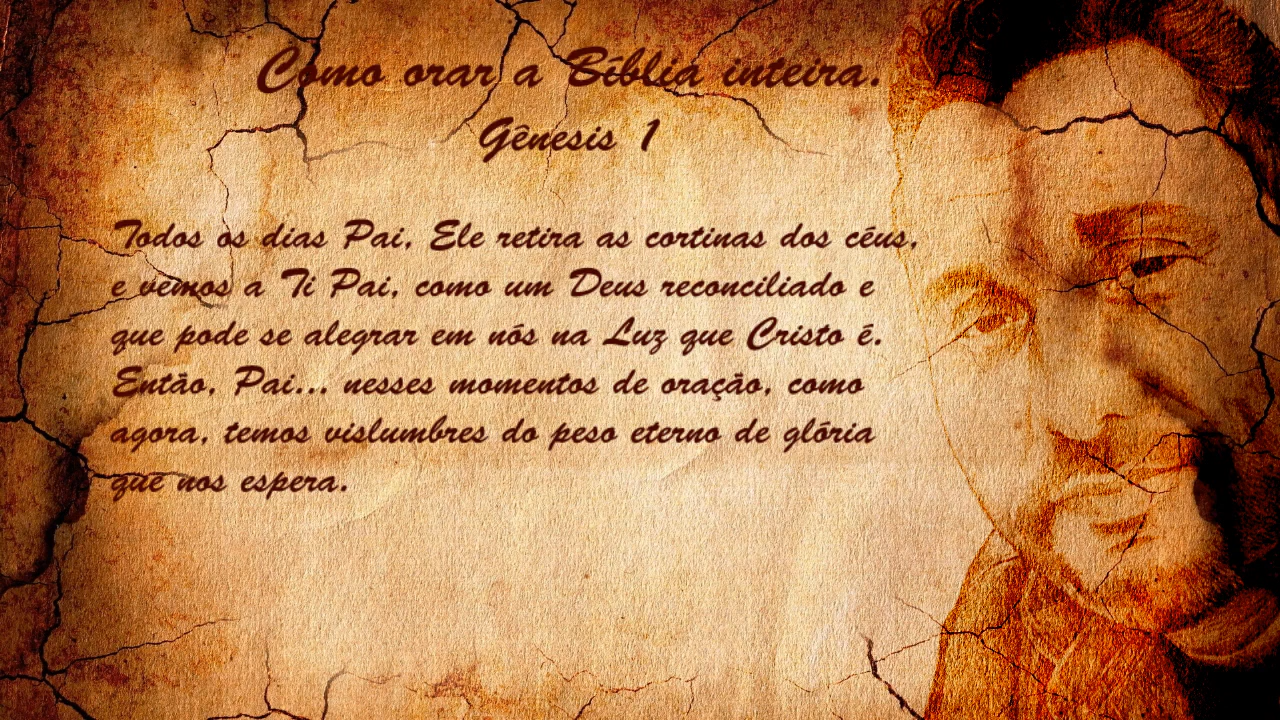 Como orar a Bíblia inteira.
Gênesis 1
Todos os dias Pai, Ele retira as cortinas dos céus,
e vemos a Ti Pai, como um Deus reconciliado e
que pode se alegrar em nós na Luz que Cristo é.
Então, Pai... nesses momentos de oração, como
agora, temos vislumbres do peso eterno de glória
que nos espera.